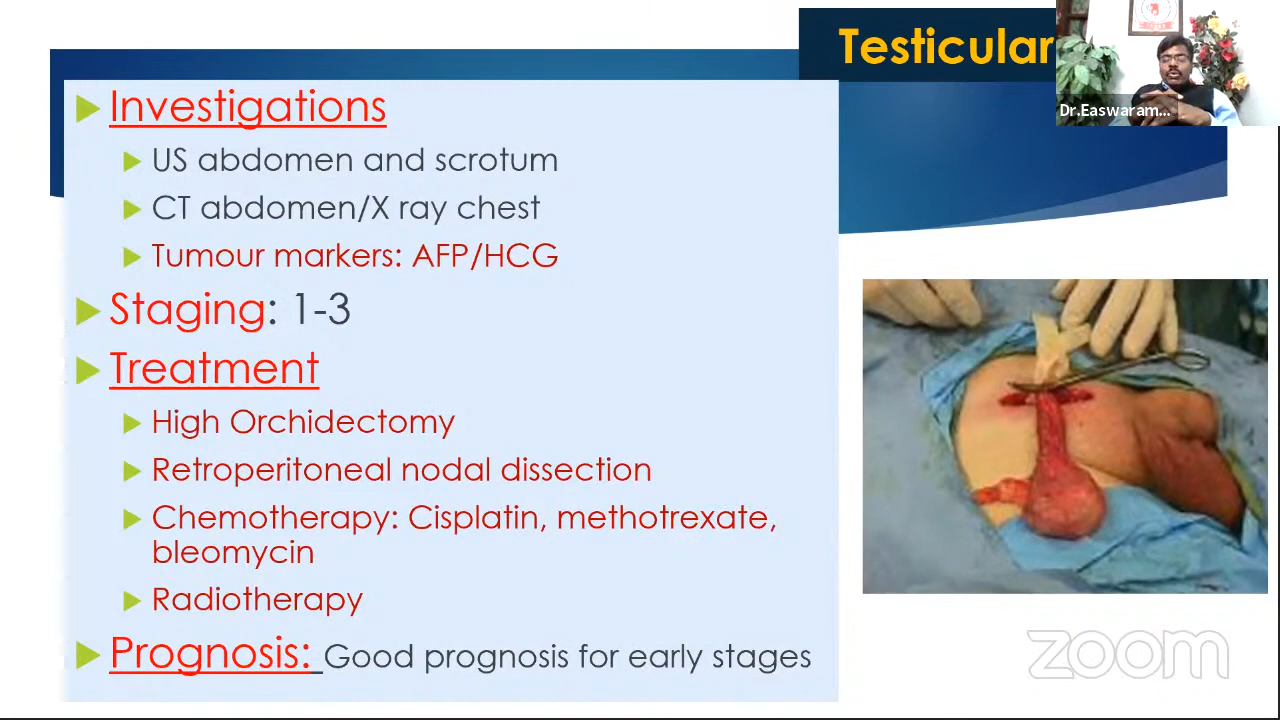 Testicular
Dr.Easwaram...
Investigations
US abdomen and scrotum
CT abdomen/X ray chest
Tumour markers: AFP/HCG
Staging: 1-3
Treatment
High Orchidectomy
Retroperitoneal nodal dissection
Chemotherapy: Cisplatin, methotrexate,
bleomycin
Radiotherapy
Prognosis: Good prognosis for early stages
zoom